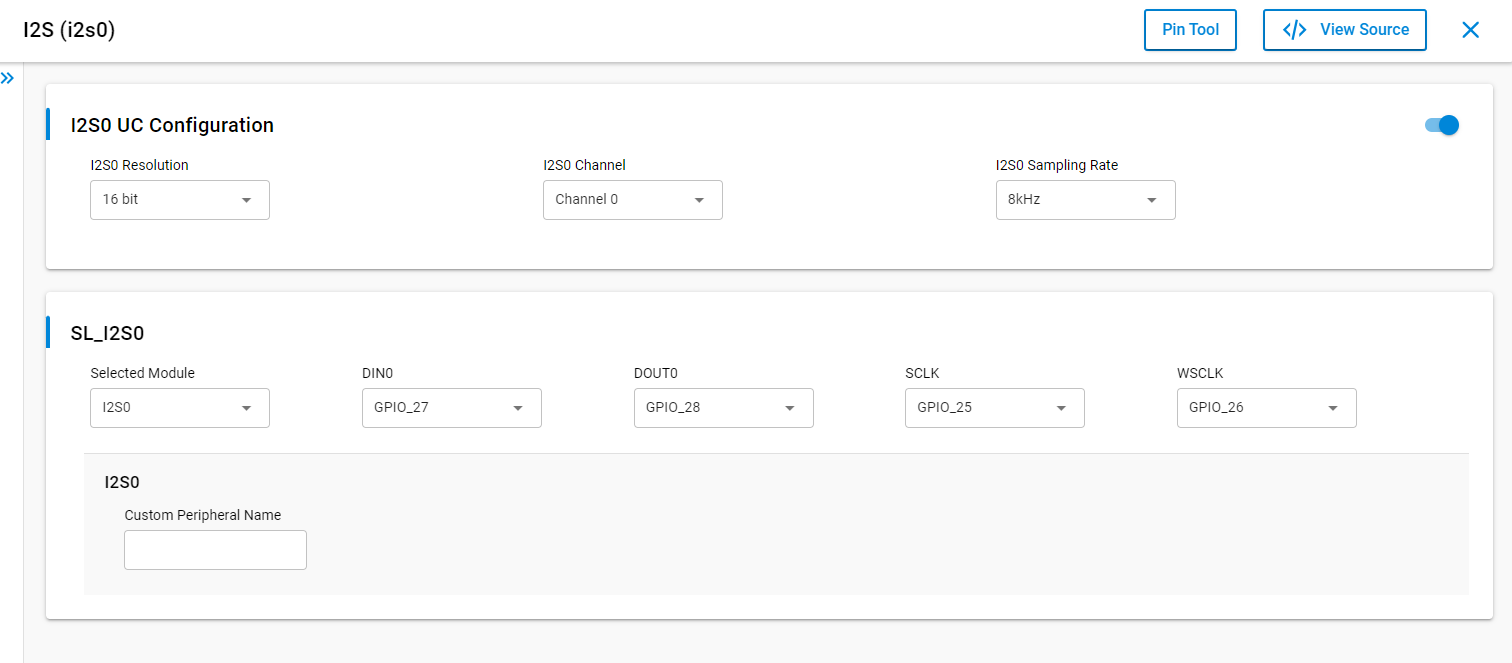 I2S (i2s0)
Pin Tool
View Source
I2S0 UC Configuration
I2S0 Resolution
I2S0 Channel
I2S0 Sampling Rate
16 bit
Channel 0
8kHz
SL_I2S0
Selected Module
DIN0
DOUT0
SCLK
WSCLK
I2S0
GPIO_27
GPIO_28
GPIO_25
GPIO_26
I2S0
Custom Peripheral Name